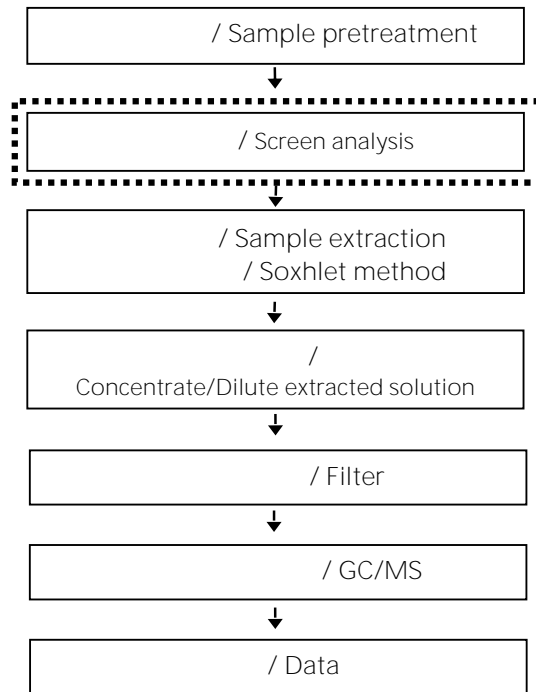 / Sample pretreatment
/ Screen analysis
/ Sample extraction
/ Soxhlet method
/
Concentrate/Dilute extracted solution
/ Filter
/ GC/MS
/ Data